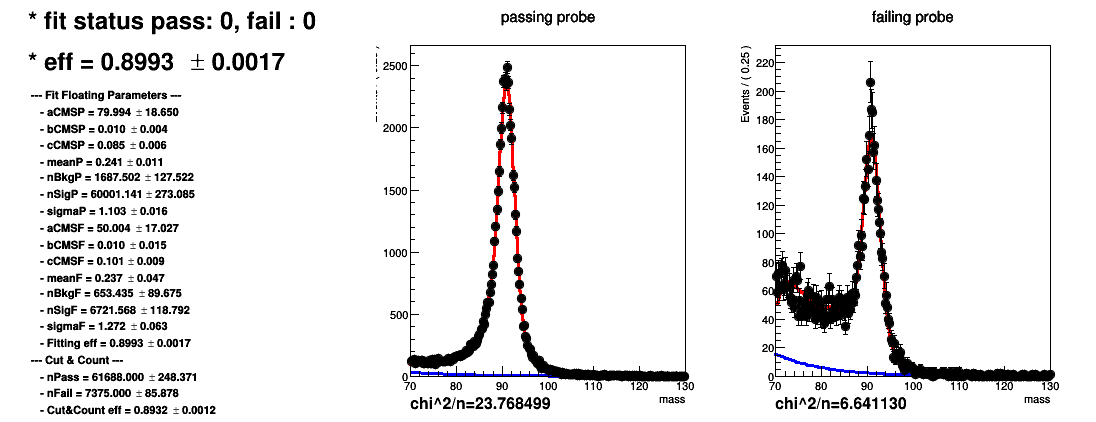 * fit status pass: 0, fail : 0
* eff = 0.8993 ± 0.0017
--- Fit Floating Parameters ---
- aCMSP = 79.994 ± 18.650
- bCMSP = 0.010 ± 0.004
- cCMSP = 0.085 ± 0.006
- meanP = 0.241 ± 0.011
- nBkgP = 1687.502 ± 127.522
- nSigP = 60001.141 ± 273.085
- sigmaP = 1.103 ± 0.016
- aCMSF = 50.004 ± 17.027
- bCMSF = 0.010 ± 0.015
- cCMSF = 0.101 ± 0.009
- meanF = 0.237 ± 0.047
- nBkgF = 653.435 ± 89.675
- nSigF = 6721.568 ± 118.792
- sigmaF = 1.272 ± 0.063
- Fitting eff = 0.8993 ± 0.0017
--- Cut & Count ---
- nPass = 61688.000 ± 248.371
- nFail = 7375.000 ± 85.878
- Cut&Count eff = 0.8932 ± 0.0012
passing probe
2500
2000
1500
1000
500
0
70 80 90 100 110 120 130
mass
chi^2/n=23.768499
failing probe
Events / ( 0.25 )
220
200
180
160
140
120
100
80
60
40
20
0
70 80 90 100 110 120 130
mass
chi^2/n=6.641130